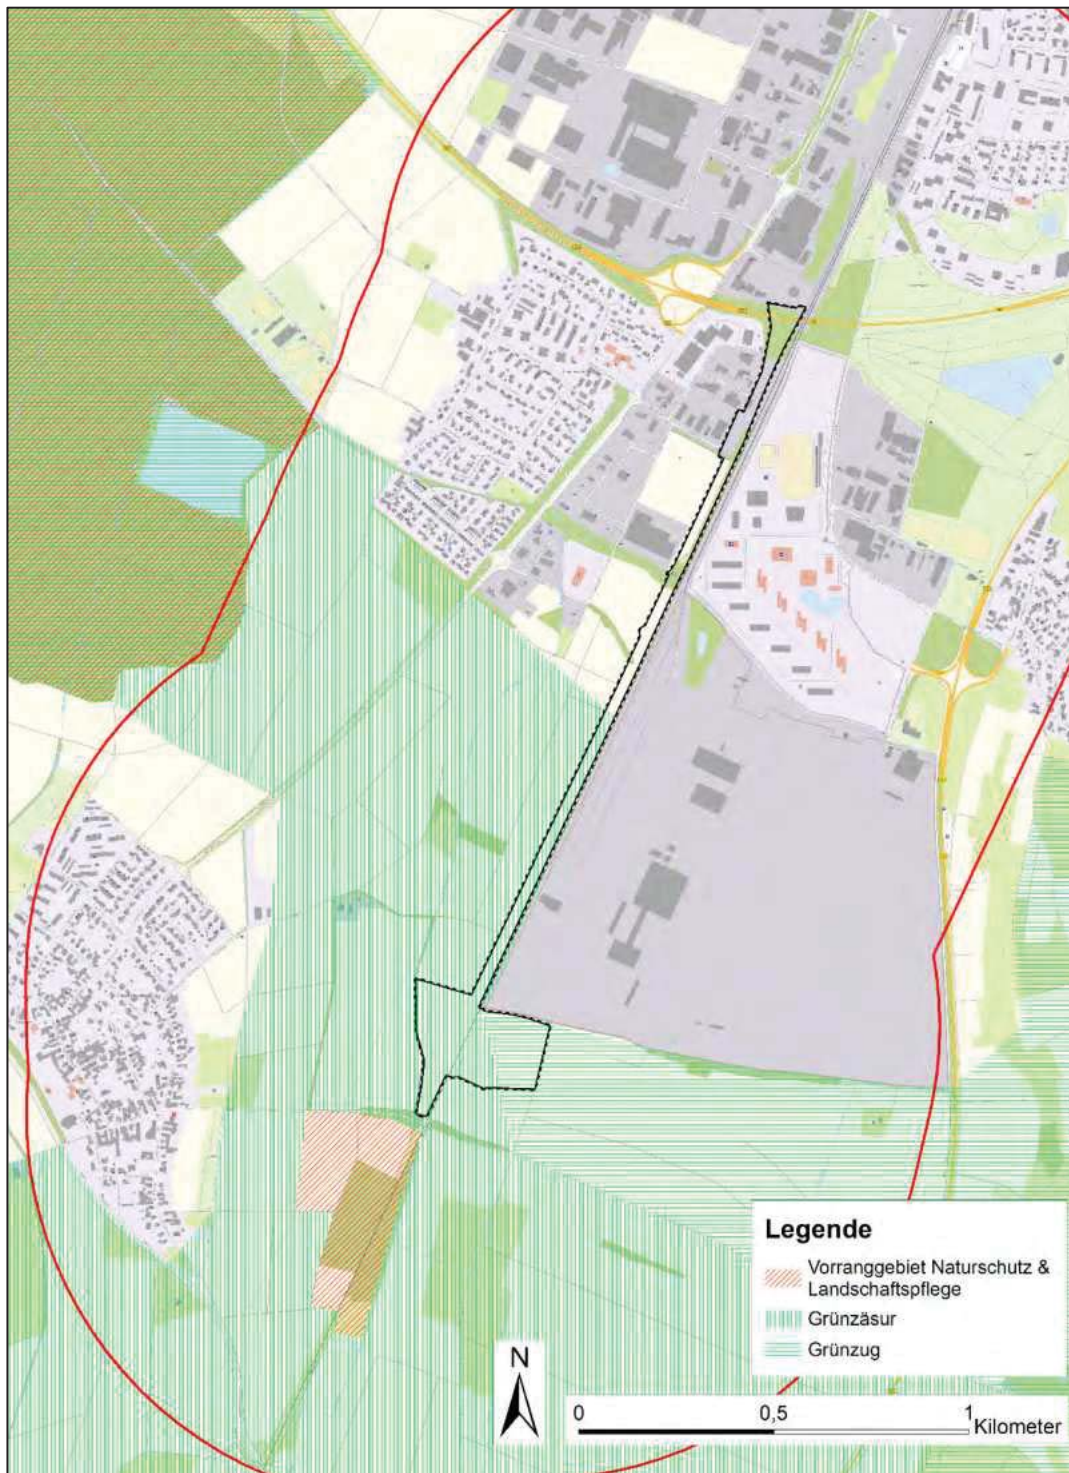 Legende
Vorranggebiet Naturschutz &
Landschaftspflege
Grünzäsur
Grünzug
N
0 0,5 1
Kilometer